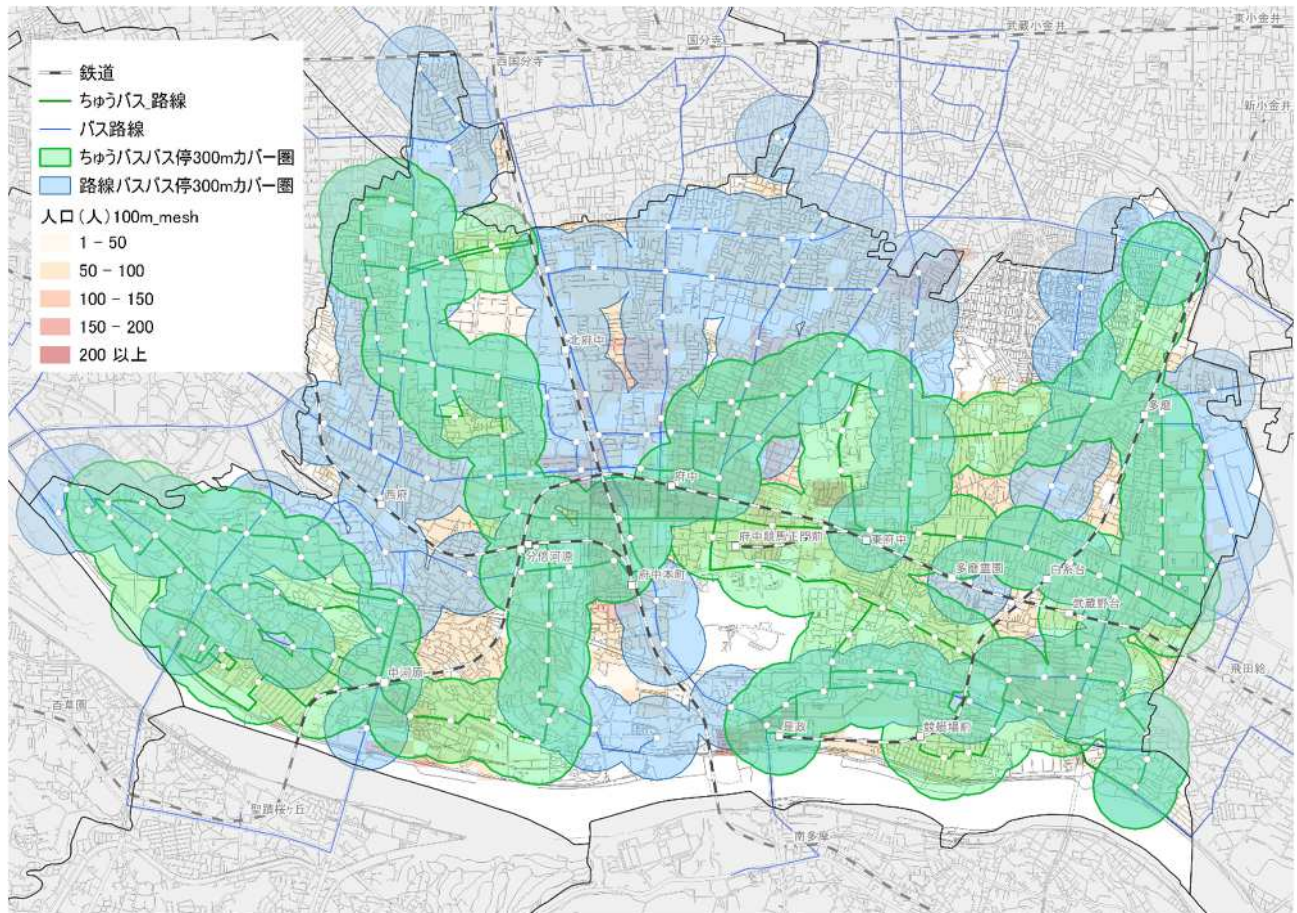 鉄道
ちゅうバス_路線
バス路線
ちゅうバスバス停300mカバー圏
路線バスバス停300mカバー圏
人口(人)100m_mesh
1 - 50
50 - 100
100 - 150
150 - 200
200 以上
東小金井
武蔵小金井
国分寺
西国分寺
新小金井
北府中
多磨
府中
西府
府中競馬正門前
東府中
分倍河原
多磨霊園
白糸台
府中本町
武蔵野台
飛田給
中河原
百草園
是政
競艇場前
聖蹟桜ヶ丘
南多摩